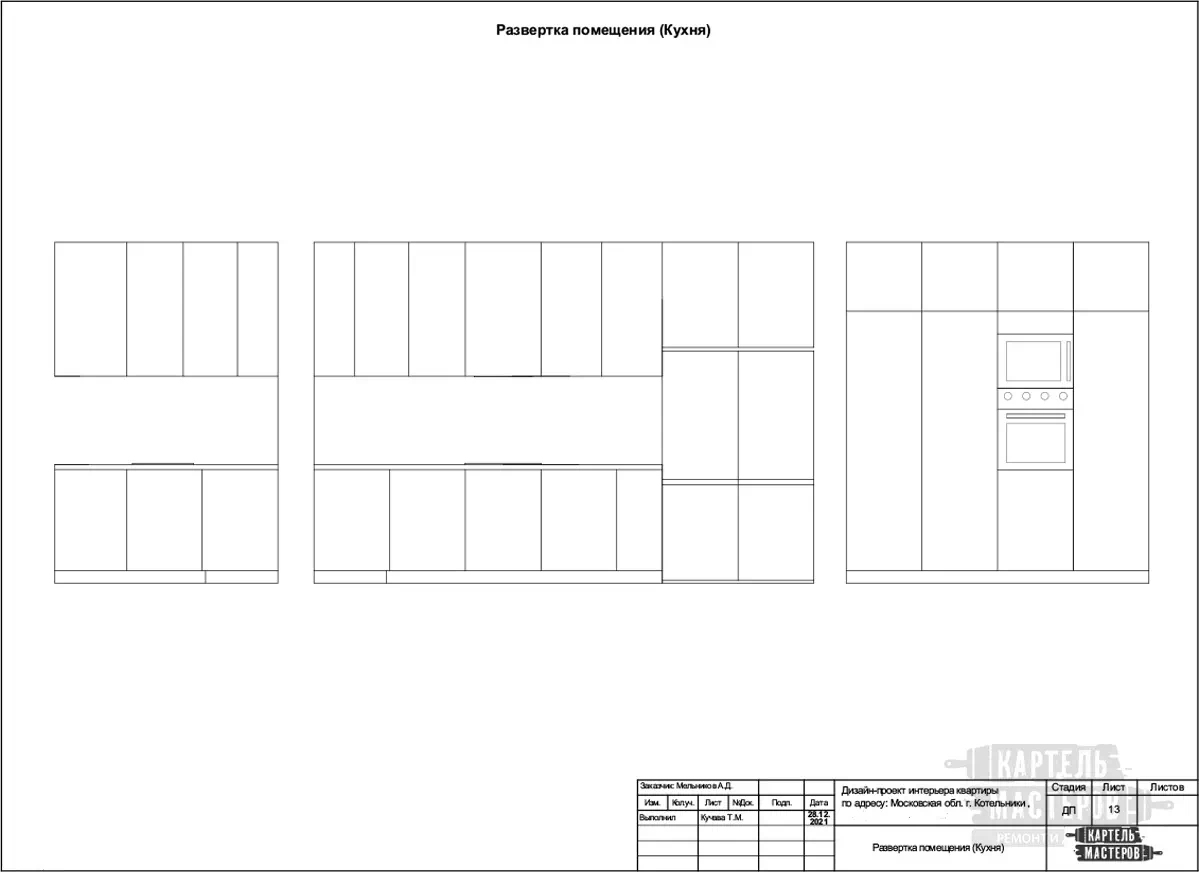 Развертка помещения (Кухня)
КАРТЕЛЬ
МАСТЕРОВ
РЕМОНТ И
Заказчик: Мельников А.Д.
Изм. Кол.уч. Лист №Док. Подп. Дата
Выполнил Кучава Т.М. 28.12.
2021
Дизайн-проект интерьера квартиры
по адресу: Московская обл. г. Котельники ,
Стадия Лист Листов
ДП 13
Развертка помещения (Кухня)
КАРТЕЛЬ
МАСТЕРОВ